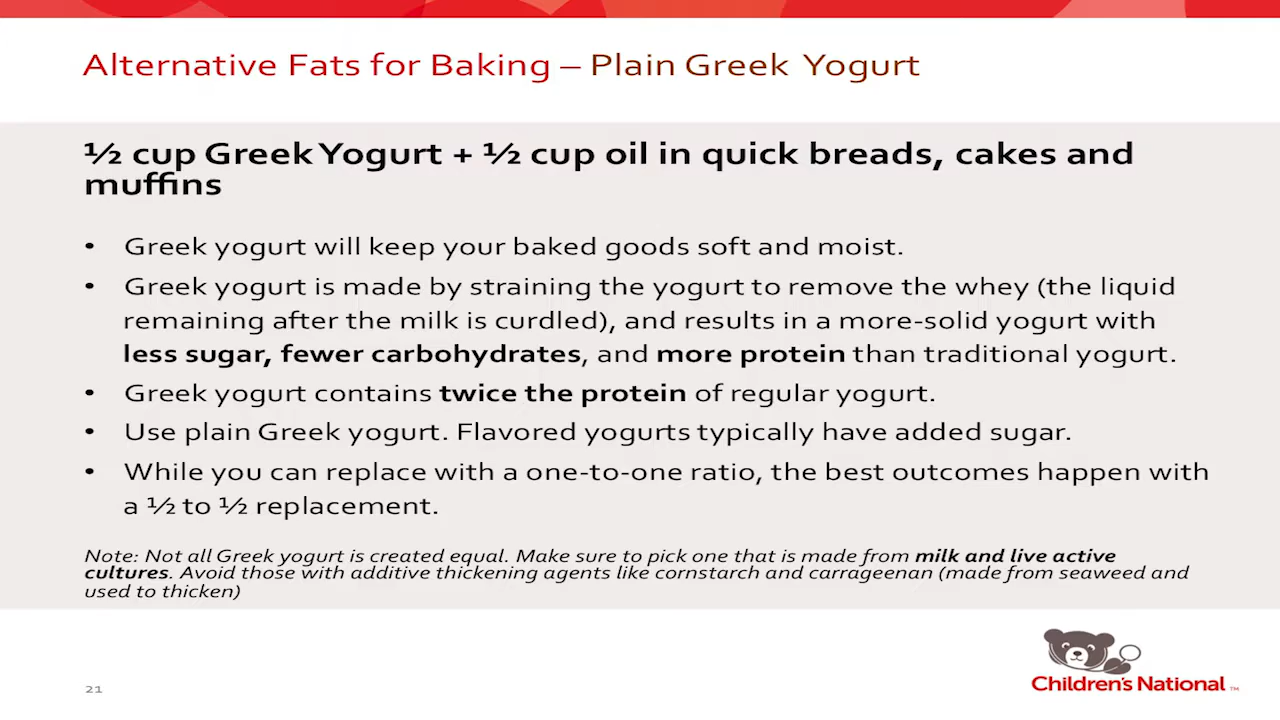 Alternative Fats for Baking – Plain Greek Yogurt
½ cup Greek Yogurt + ½ cup oil in quick breads, cakes and
muffins
• Greek yogurt will keep your baked goods soft and moist.
• Greek yogurt is made by straining the yogurt to remove the whey (the liquid
remaining after the milk is curdled), and results in a more-solid yogurt with
less sugar, fewer carbohydrates, and more protein than traditional yogurt.
• Greek yogurt contains twice the protein of regular yogurt.
• Use plain Greek yogurt. Flavored yogurts typically have added sugar.
• While you can replace with a one-to-one ratio, the best outcomes happen with
a ½ to ½ replacement.
Note: Not all Greek yogurt is created equal. Make sure to pick one that is made from milk and live active
cultures. Avoid those with additive thickening agents like cornstarch and carrageenan (made from seaweed and
used to thicken)
21
Children's National ™